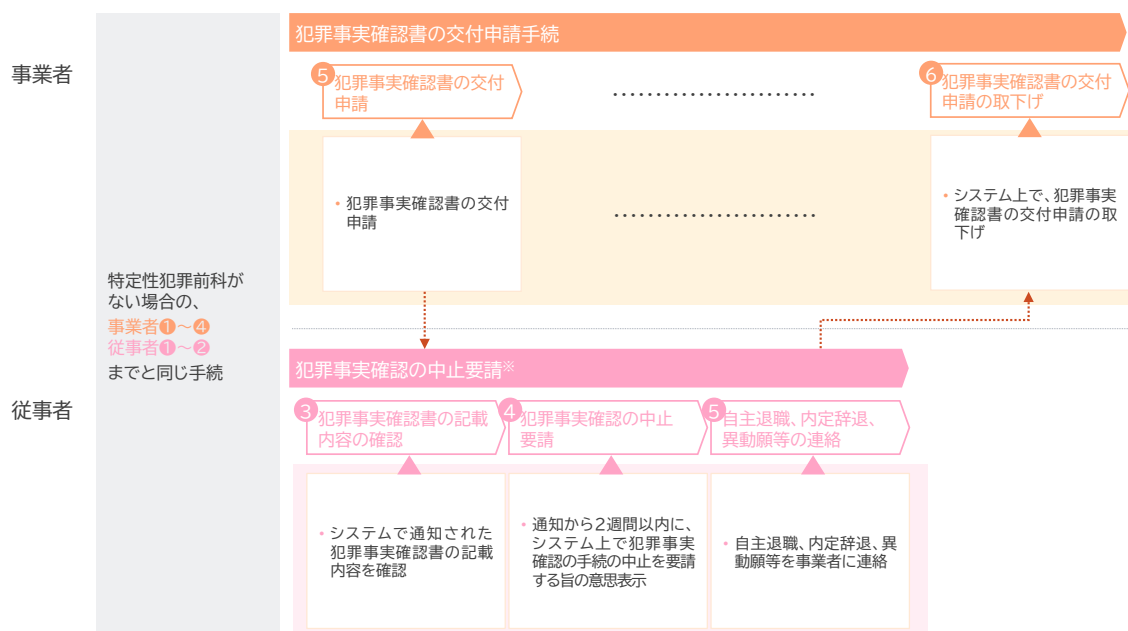 犯罪事実確認書の交付申請手続
事業者
5
犯罪事実確認書の交付
申請
........................
6
犯罪事実確認書の交付
申請の取下げ
• 犯罪事実確認書の交付
申請
........................
• システム上で、犯罪事実
確認書の交付申請の取
下げ
特定性犯罪前科が
ない場合の、
事業者❶～❹
従事者❶～❷
までと同じ手続
犯罪事実確認の中止要請※
従事者
3
犯罪事実確認書の記載
内容の確認
4
犯罪事実確認の中止
要請
5
自主退職、内定辞退、
異動願等の連絡
• システムで通知された
犯罪事実確認書の記載
内容を確認
• 通知から2週間以内に、
システム上で犯罪事実
確認の手続の中止を要請
する旨の意思表示
• 自主退職、内定辞退、異
動願等を事業者に連絡